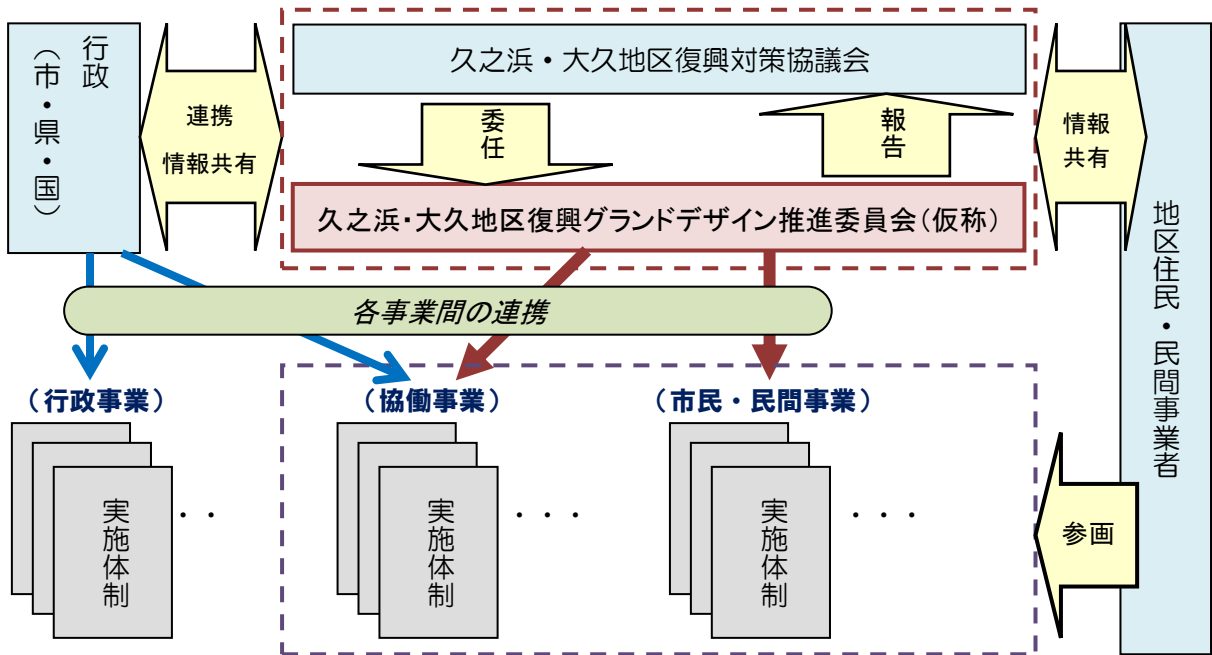 行政
（市・県・国）
連携
情報共有
久之浜・大久地区復興対策協議会
委任
報告
久之浜・大久地区復興グランドデザイン推進委員会（仮称）
情報
共有
地区住民・民間事業者
各事業間の連携
（行政事業）
（協働事業）
（市民・民間事業）
実施体制
・・
実施体制
・・・
実施体制
・・・
参画